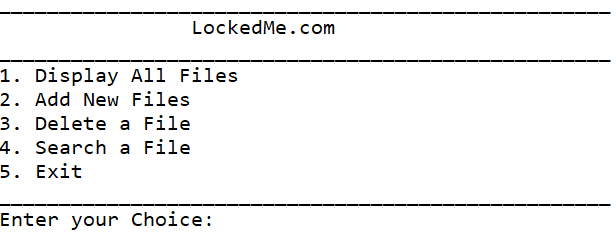 LockedMe.com
1. Display All Files
2. Add New Files
3. Delete a File
4. Search a File
5. Exit
Enter your Choice: